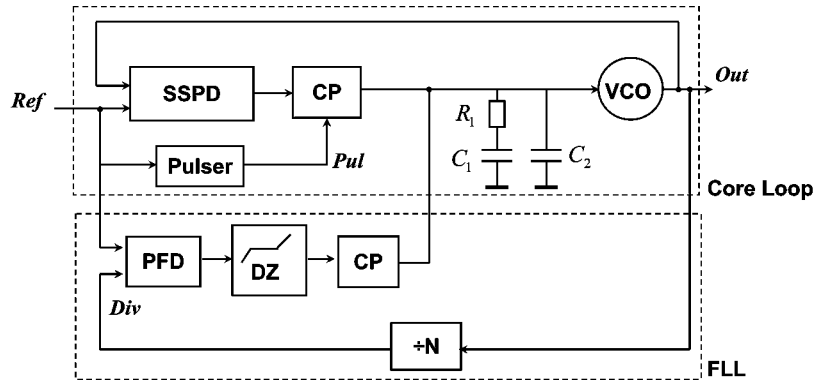 Ref
SSPD
CP
VCO
Out
R1
C1
C2
Pulser
Pul
Core Loop
PFD
DZ
CP
Div
÷N
FLL